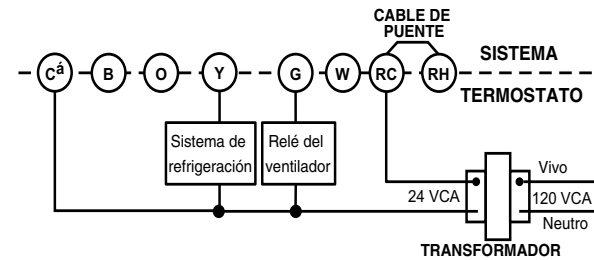 CABLE DE
PUENTE
Cá B O Y G W RC RH
SISTEMA
TERMOSTATO
Sistema de
refrigeración
Relé del
ventilador
24 VCA
Vivo
120 VCA
Neutro
TRANSFORMADOR